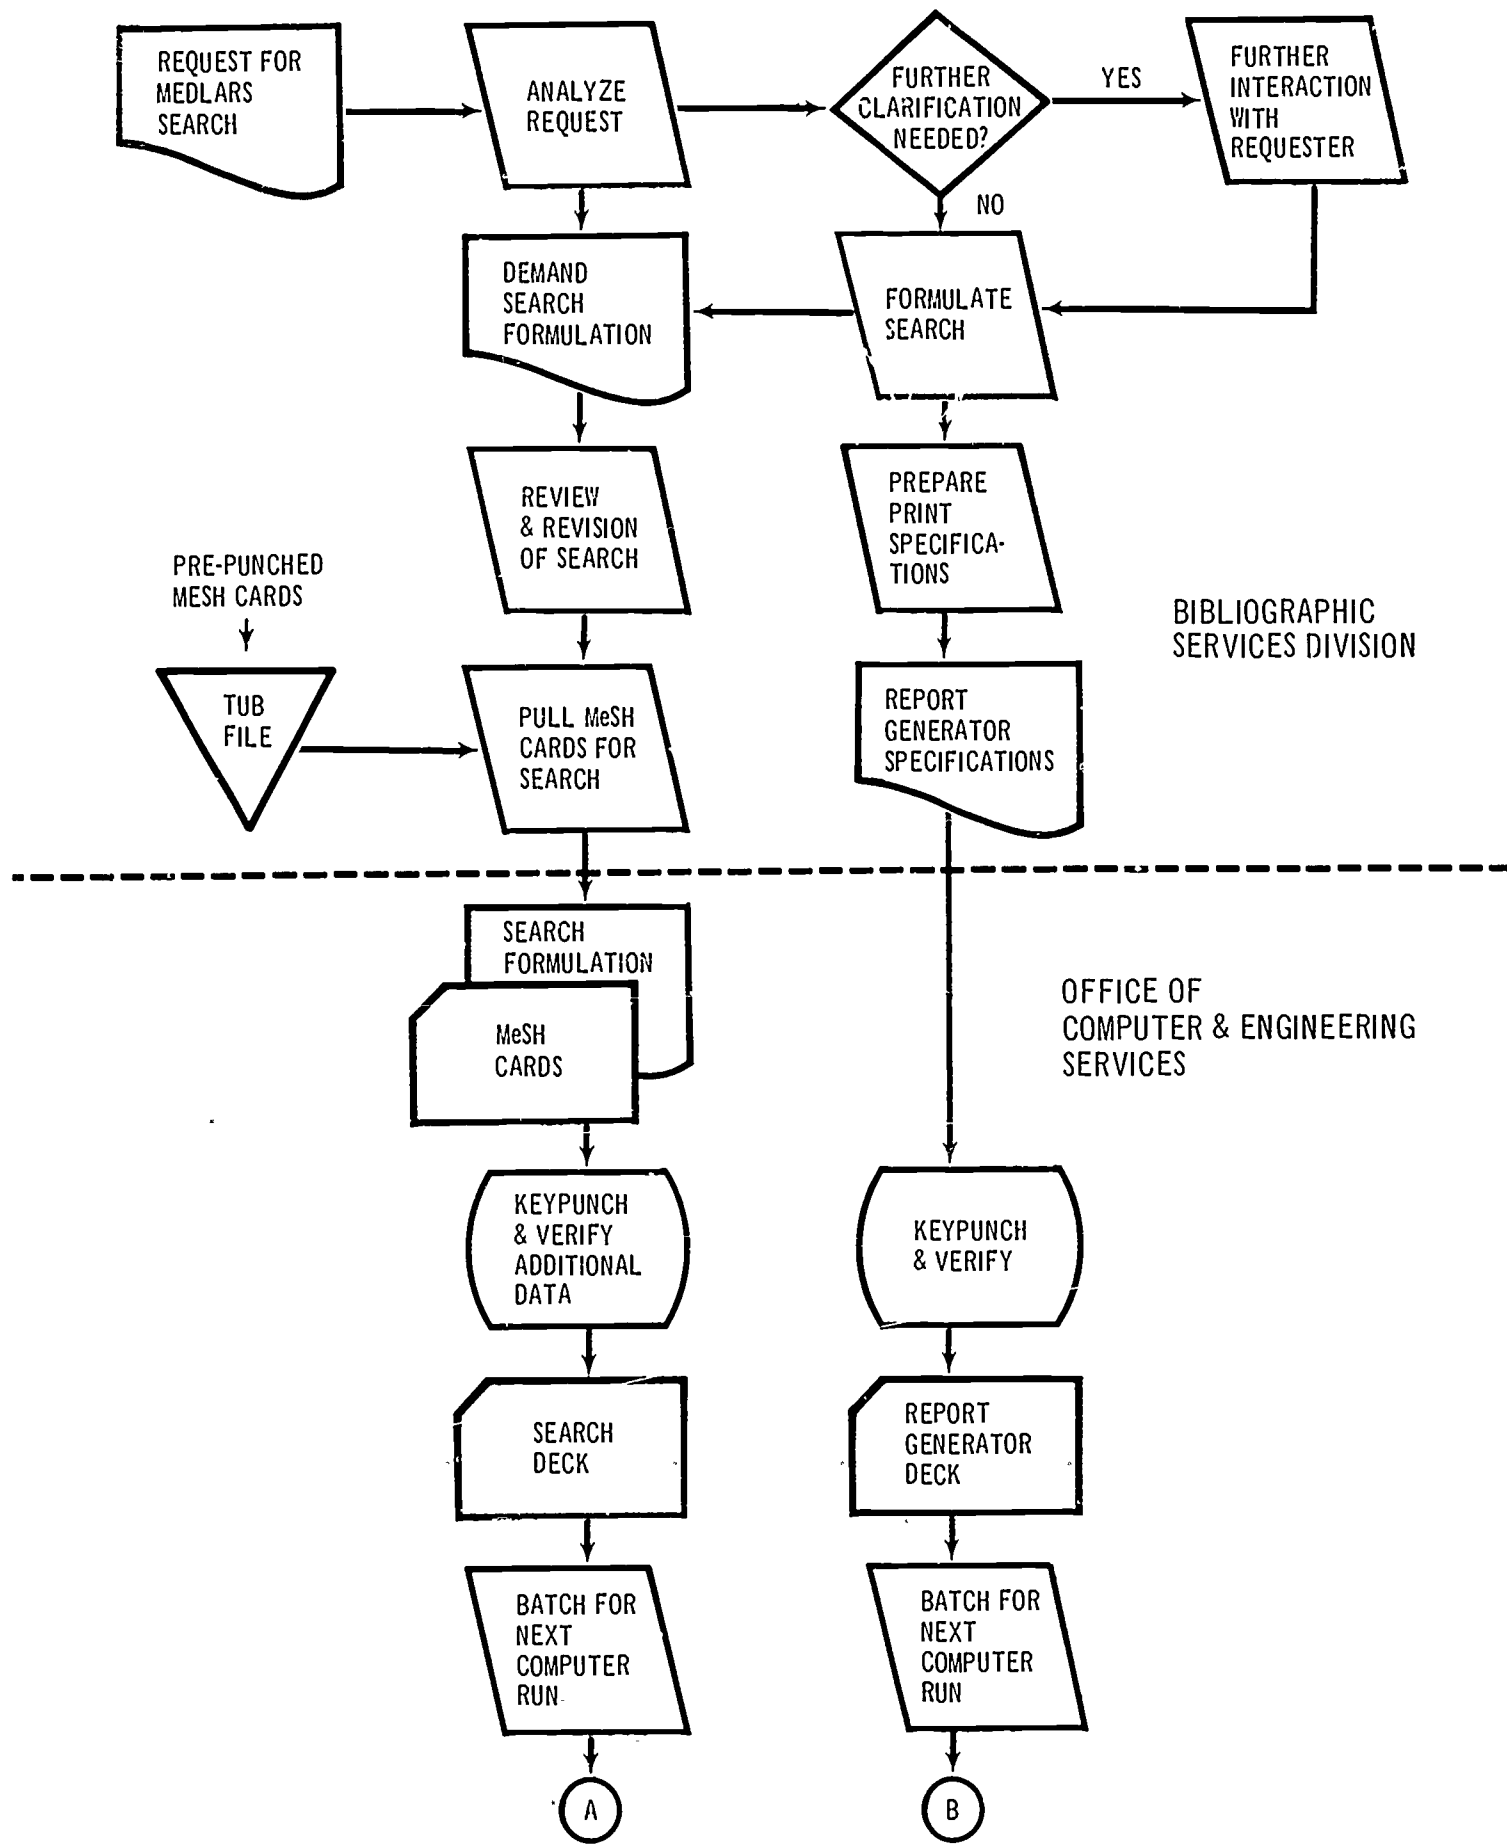 REQUEST FOR
MEDLARS
SEARCH
ANALYZE
REQUEST
FURTHER
CLARIFICATION
NEEDED?
YES
FURTHER
INTERACTION
WITH
REQUESTER
NO
DEMAND
SEARCH
FORMULATION
FORMULATE
SEARCH
REVIEW
& REVISION
OF SEARCH
PREPARE
PRINT
SPECIFICA-
TIONS
PRE-PUNCHED
MESH CARDS
BIBLIOGRAPHIC
SERVICES DIVISION
TUB
FILE
PULL MeSH
CARDS FOR
SEARCH
REPORT
GENERATOR
SPECIFICATIONS
SEARCH
FORMULATION
MeSH
CARDS
OFFICE OF
COMPUTER & ENGINEERING
SERVICES
KEYPUNCH
& VERIFY
ADDITIONAL
DATA
KEYPUNCH
& VERIFY
SEARCH
DECK
REPORT
GENERATOR
DECK
BATCH FOR
NEXT
COMPUTER
RUN
BATCH FOR
NEXT
COMPUTER
RUN
A
B